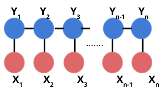 Y₁ Y₂ Y₃ Yₙ₋₁ Yₙ
........
X₁ X₂ X₃ Xₙ₋₁ Xₙ